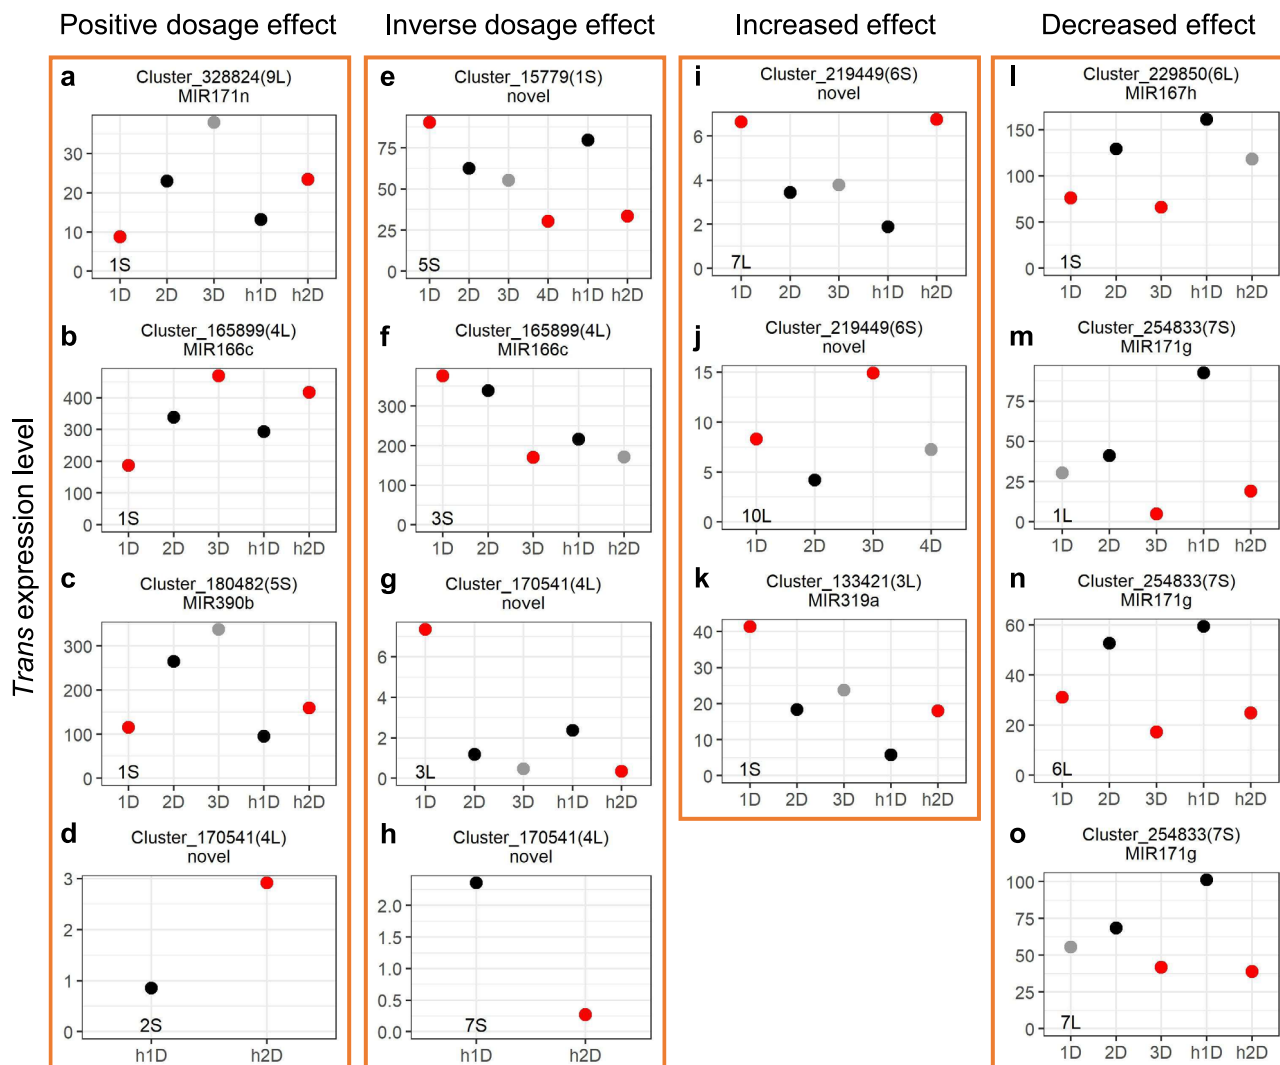 Positive dosage effect
Inverse dosage effect
Increased effect
Decreased effect
Trans expression level
a
Cluster_328824(9L)
MIR171n
30
20
10
0
1S
1D 2D 3D h1D h2D
b
Cluster_165899(4L)
MIR166c
400
300
200
100
0
1S
1D 2D 3D h1D h2D
c
Cluster_180482(5S)
MIR390b
300
200
100
0
1S
1D 2D 3D h1D h2D
d
Cluster_170541(4L)
novel
3
2
1
0
2S
h1D h2D
e
Cluster_15779(1S)
novel
75
50
25
0
5S
1D 2D 3D 4D h1D h2D
f
Cluster_165899(4L)
MIR166c
300
200
100
0
3S
1D 2D 3D h1D h2D
g
Cluster_170541(4L)
novel
6
4
2
0
3L
1D 2D 3D h1D h2D
h
Cluster_170541(4L)
novel
2.0
1.5
1.0
0.5
0.0
7S
h1D h2D
i
Cluster_219449(6S)
novel
6
4
2
0
7L
1D 2D 3D h1D h2D
j
Cluster_219449(6S)
novel
15
10
5
0
10L
1D 2D 3D 4D
k
Cluster_133421(3L)
MIR319a
40
30
20
10
0
1S
1D 2D 3D h1D h2D
l
Cluster_229850(6L)
MIR167h
150
100
50
0
1S
1D 2D 3D h1D h2D
m
Cluster_254833(7S)
MIR171g
75
50
25
0
1L
1D 2D 3D h1D h2D
n
Cluster_254833(7S)
MIR171g
60
40
20
0
6L
1D 2D 3D h1D h2D
o
Cluster_254833(7S)
MIR171g
100
75
50
25
0
7L
1D 2D 3D h1D h2D